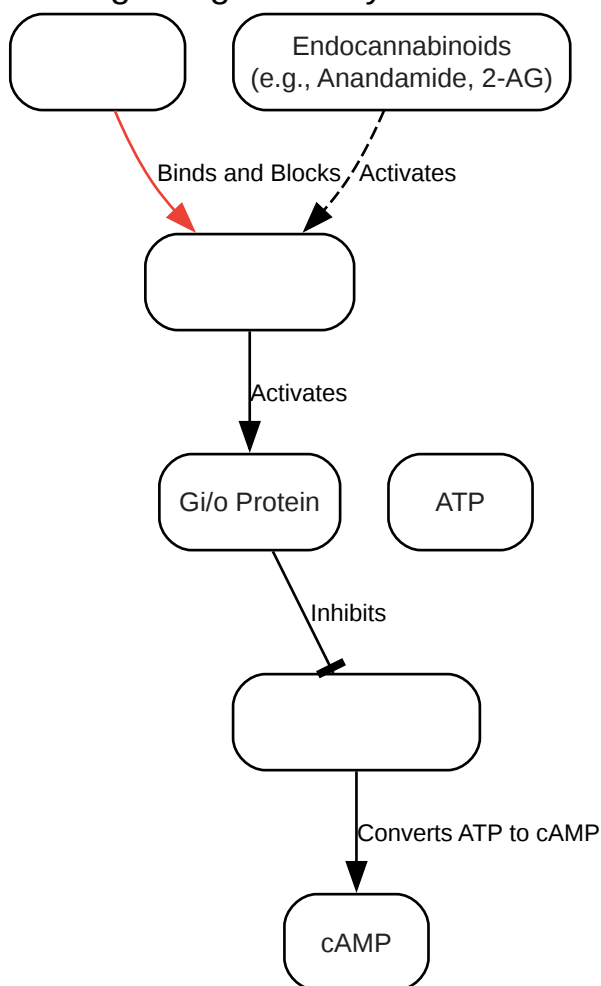 Endocannabinoids
(e.g., Anandamide, 2-AG)
Binds and Blocks
Activates
Activates
Gi/o Protein
ATP
Inhibits
Converts ATP to cAMP
cAMP